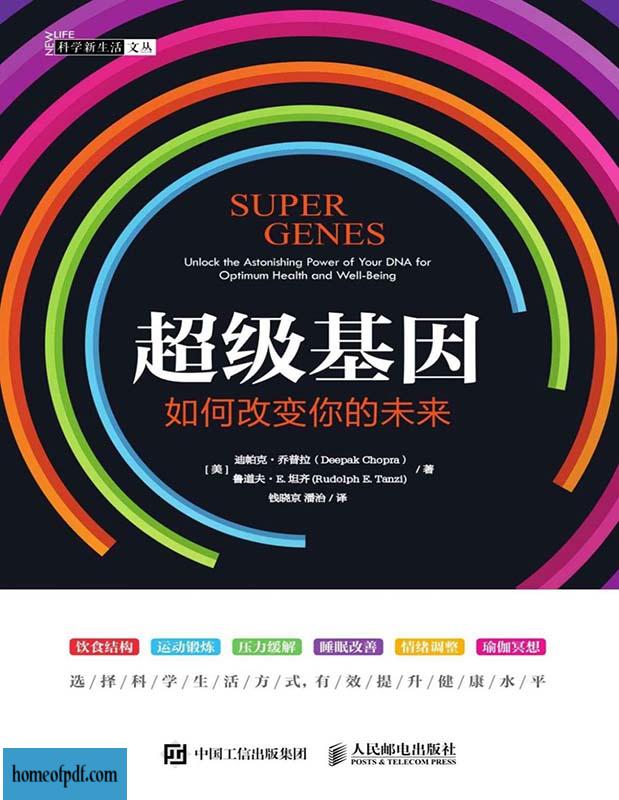 NEW LIFE
科学新生活 文丛
SUPER
GENES
Unlock the Astonishing Power of Your DNA for
Optimum Health and Well-Being
超级基因
如何改变你的未来
[美] 迪帕克·乔普拉（Deepak Chopra）
鲁道夫·E.坦齐(Rudolph E. Tanzi) /著
钱晓京 潘治/译
饮食结构 运动锻炼 压力缓解 睡眠改善 情绪调整 瑜伽冥想
选/择/科/学/生/活/方/式,有/效/提/升/健/康/水/平
中国工信出版集团 人民邮电出版社
POSTS & TELECOM PRESS
homeofpdf.com